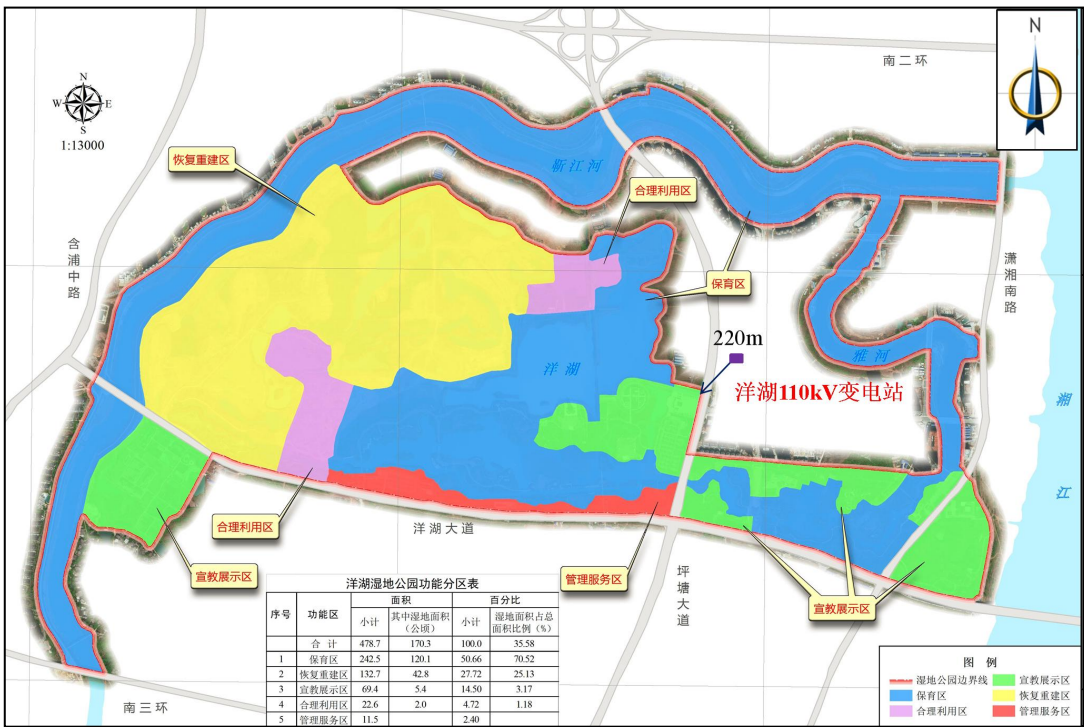 N
南二环
N
W
E
S
1:13000
恢复重建区
靳江河
合理利用区
含浦中路
保育区
潇湘南路
220m
洋湖
雅河
洋湖110kV变电站
湘江
合理利用区
洋湖大道
宣教展示区
管理服务区
坪塘大道
宣教展示区
南三环
洋湖湿地公园功能分区表
序号 功能区 面积 百分比
小计 其中湿地面积（公顷） 小计 湿地面积占总面积比例（%）
合计 478.7 170.3 100.0 35.58
1 保育区 242.5 120.1 50.66 70.52
2 恢复重建区 132.7 42.8 27.72 25.13
3 宣教展示区 69.4 5.4 14.50 3.17
4 合理利用区 22.6 2.0 4.72 1.18
5 管理服务区 11.5 2.40
图例
湿地公园边界线 宣教展示区
保育区 恢复重建区
合理利用区 管理服务区